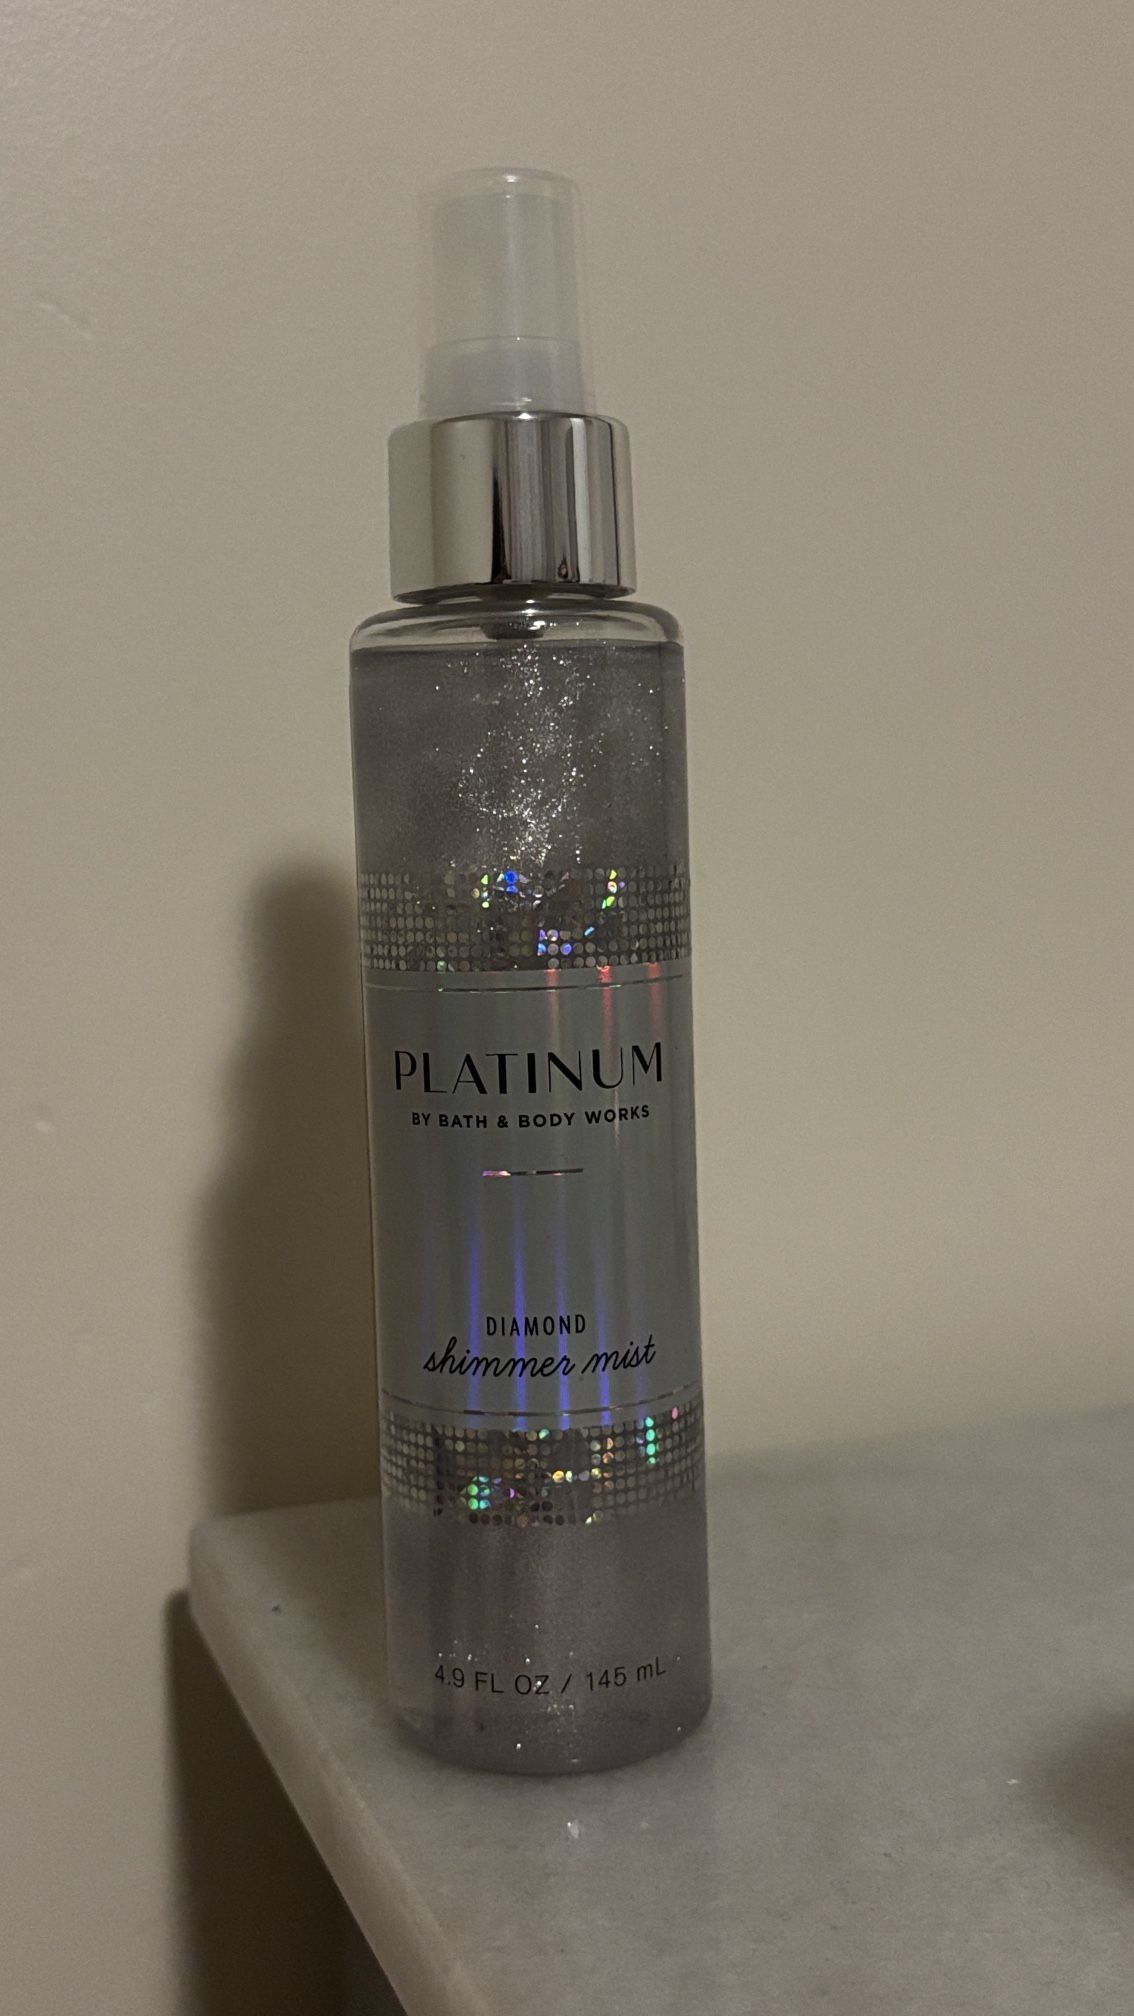 PLATINUM
BY BATH & BODY WORKS
DIAMOND
shimmer mist
4.9 FL OZ / 145 mL